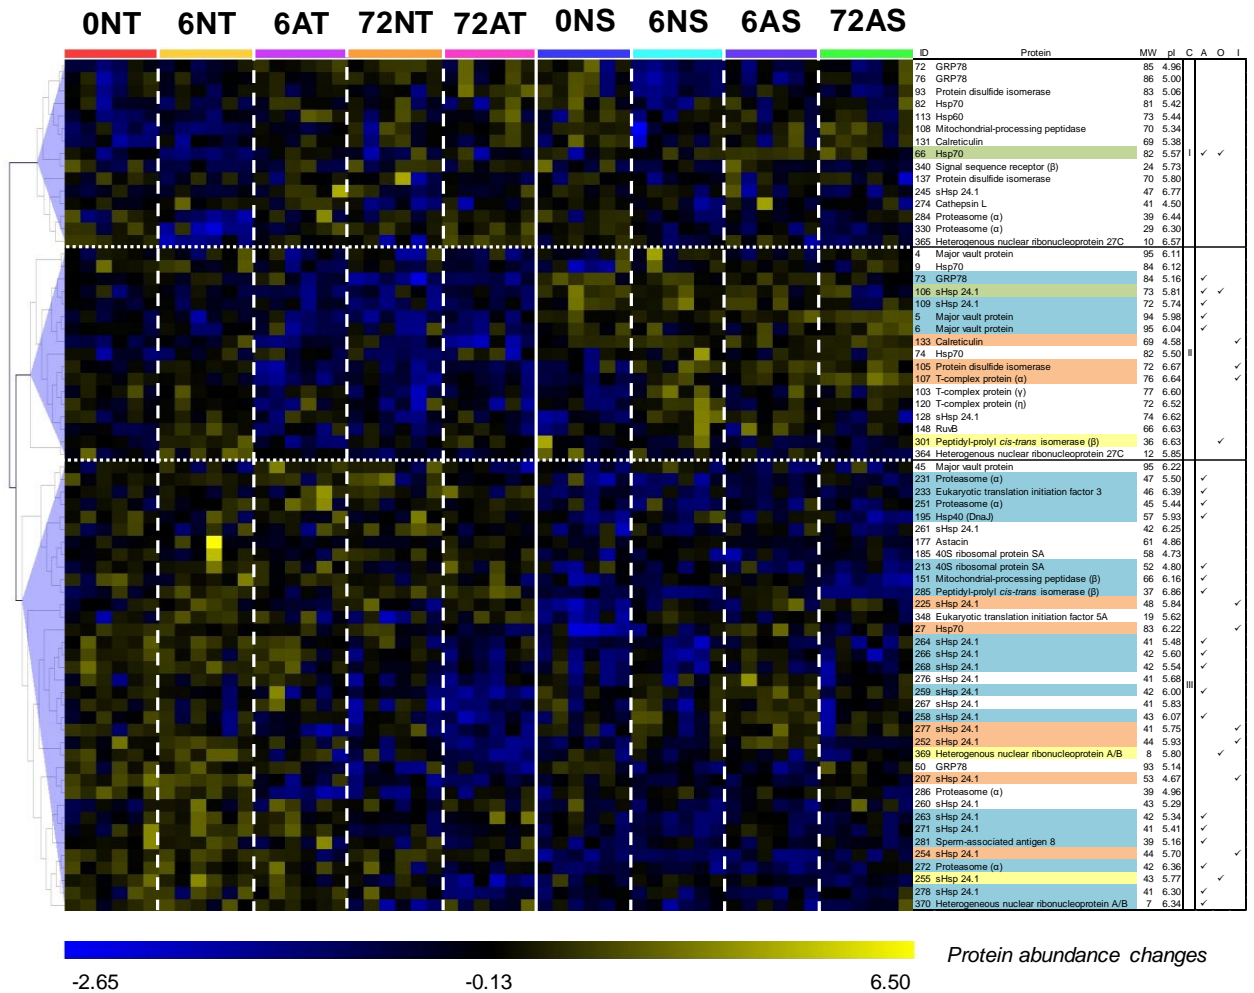 0NT 6NT 6AT 72NT 72AT 0NS 6NS 6AS 72AS
ID Protein MW pI C A O I
72 GRP78 85 4.96
76 GRP78 86 5.00
93 Protein disulfide isomerase 83 5.06
82 Hsp70 81 5.42
113 Hsp60 73 5.44
108 Mitochondrial-processing peptidase 70 5.34
131 Calreticulin 69 5.38
66 Hsp70 82 5.57 I ✓ ✓
340 Signal sequence receptor (β) 24 5.73
137 Protein disulfide isomerase 70 5.80
245 sHsp 24.1 47 6.77
274 Cathepsin L 41 4.50
284 Proteasome (α) 39 6.44
330 Proteasome (α) 29 6.30
365 Heterogenous nuclear ribonucleoprotein 27C 10 6.57
4 Major vault protein 95 6.11
9 Hsp70 84 6.12
73 GRP78 84 5.16 ✓
106 sHsp 24.1 73 5.81 ✓ ✓
109 sHsp 24.1 72 5.74 ✓
5 Major vault protein 94 5.98 ✓
6 Major vault protein 95 6.04 ✓
133 Calreticulin 69 4.58 ✓
74 Hsp70 82 5.50 II
105 Protein disulfide isomerase 72 6.67 ✓
107 T-complex protein (α) 76 6.64 ✓
103 T-complex protein (γ) 77 6.60
120 T-complex protein (η) 72 6.52
128 sHsp 24.1 74 6.62
148 RuvB 66 6.63
301 Peptidyl-prolyl cis-trans isomerase (β) 36 6.63 ✓
364 Heterogenous nuclear ribonucleoprotein 27C 12 5.85
45 Major vault protein 95 6.22
231 Proteasome (α) 47 5.50 ✓
233 Eukaryotic translation initiation factor 3 46 6.39 ✓
251 Proteasome (α) 45 5.44 ✓
195 Hsp40 (DnaJ) 57 5.93 ✓
261 sHsp 24.1 42 6.25
177 Astacin 61 4.86
185 40S ribosomal protein SA 58 4.73
213 40S ribosomal protein SA 52 4.80 ✓
151 Mitochondrial-processing peptidase (β) 66 6.16 ✓
285 Peptidyl-prolyl cis-trans isomerase (β) 37 6.86 ✓
225 sHsp 24.1 48 5.84 ✓
348 Eukaryotic translation initiation factor 5A 19 5.62
27 Hsp70 83 6.22 ✓
264 sHsp 24.1 41 5.48 ✓
266 sHsp 24.1 42 5.60 ✓
268 sHsp 24.1 42 5.54 ✓
276 sHsp 24.1 41 5.68 III
259 sHsp 24.1 42 6.00 ✓
267 sHsp 24.1 41 5.83
258 sHsp 24.1 43 6.07 ✓
277 sHsp 24.1 41 5.75 ✓
252 sHsp 24.1 44 5.93 ✓
369 Heterogenous nuclear ribonucleoprotein A/B 8 5.80 ✓
50 GRP78 93 5.14
207 sHsp 24.1 53 4.67 ✓
286 Proteasome (α) 39 4.96
260 sHsp 24.1 43 5.29
263 sHsp 24.1 42 5.34 ✓
271 sHsp 24.1 41 5.41 ✓
281 Sperm-associated antigen 8 39 5.16 ✓
254 sHsp 24.1 44 5.70 ✓
272 Proteasome (α) 42 6.36 ✓
255 sHsp 24.1 43 5.77 ✓
278 sHsp 24.1 41 6.30 ✓
370 Heterogeneous nuclear ribonucleoprotein A/B 7 6.34 ✓
Protein abundance changes
-2.65 -0.13 6.50